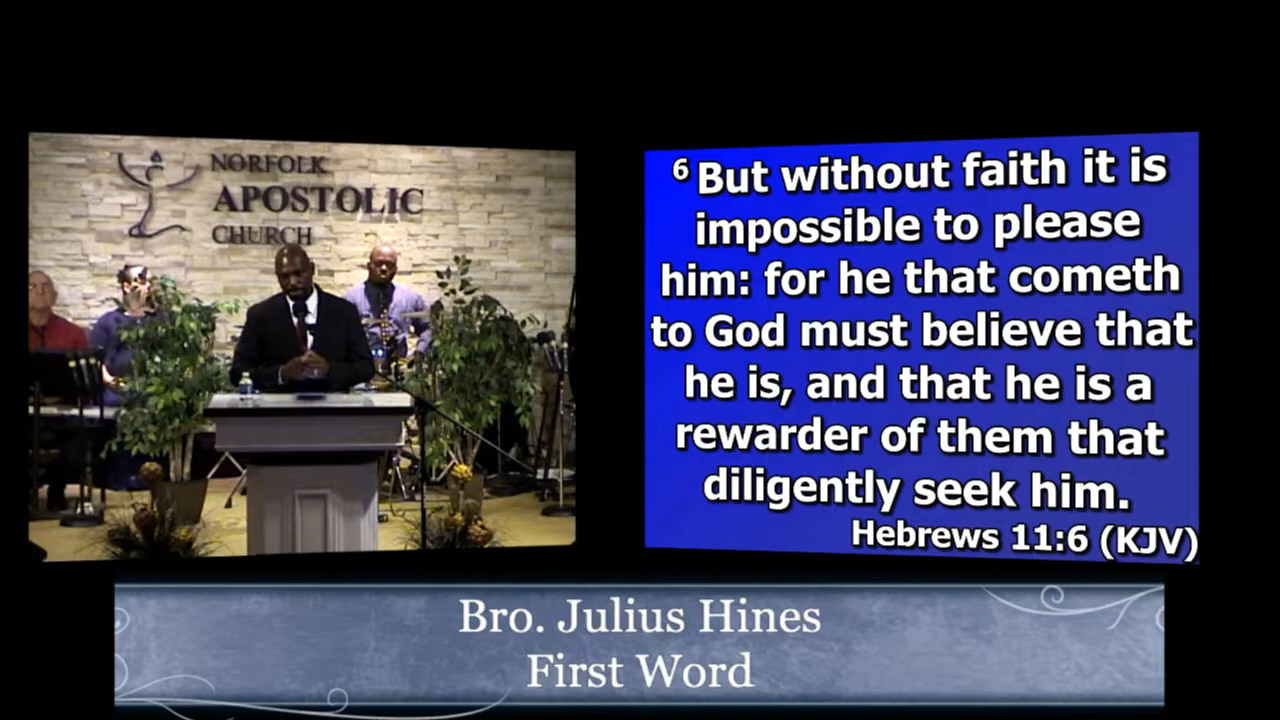 NORFOLK
APOSTOLIC
CHURCH
6 But without faith it is
impossible to please
him: for he that cometh
to God must believe that
he is, and that he is a
rewarder of them that
diligently seek him.
Hebrews 11:6 (KJV)
Bro. Julius Hines
First Word